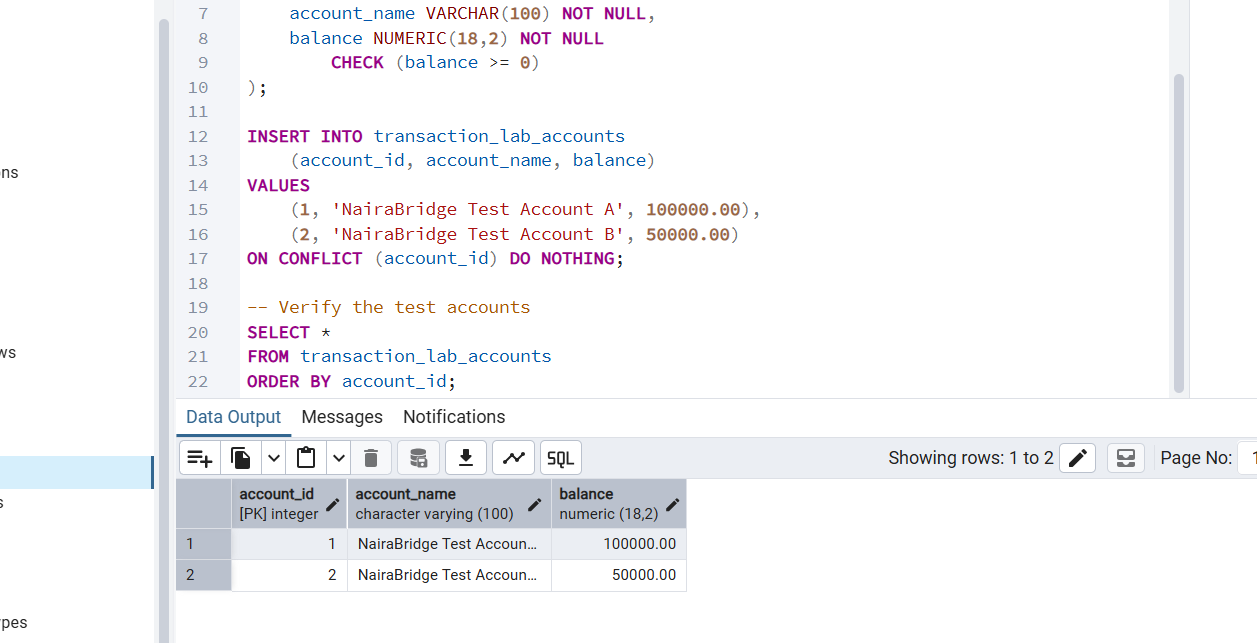 7 account_name VARCHAR(100) NOT NULL,
8 balance NUMERIC(18,2) NOT NULL
9 CHECK (balance >= 0)
10 );
11
12 INSERT INTO transaction_lab_accounts
13 (account_id, account_name, balance)
14 VALUES
15 (1, 'NairaBridge Test Account A', 100000.00),
16 (2, 'NairaBridge Test Account B', 50000.00)
17 ON CONFLICT (account_id) DO NOTHING;
18
19 -- Verify the test accounts
20 SELECT *
21 FROM transaction_lab_accounts
22 ORDER BY account_id;
Data Output Messages Notifications
SQL Showing rows: 1 to 2 Page No: 1
account_id account_name balance
[PK] integer character varying (100) numeric (18,2)
1 1 NairaBridge Test Accoun... 100000.00
2 2 NairaBridge Test Accoun... 50000.00